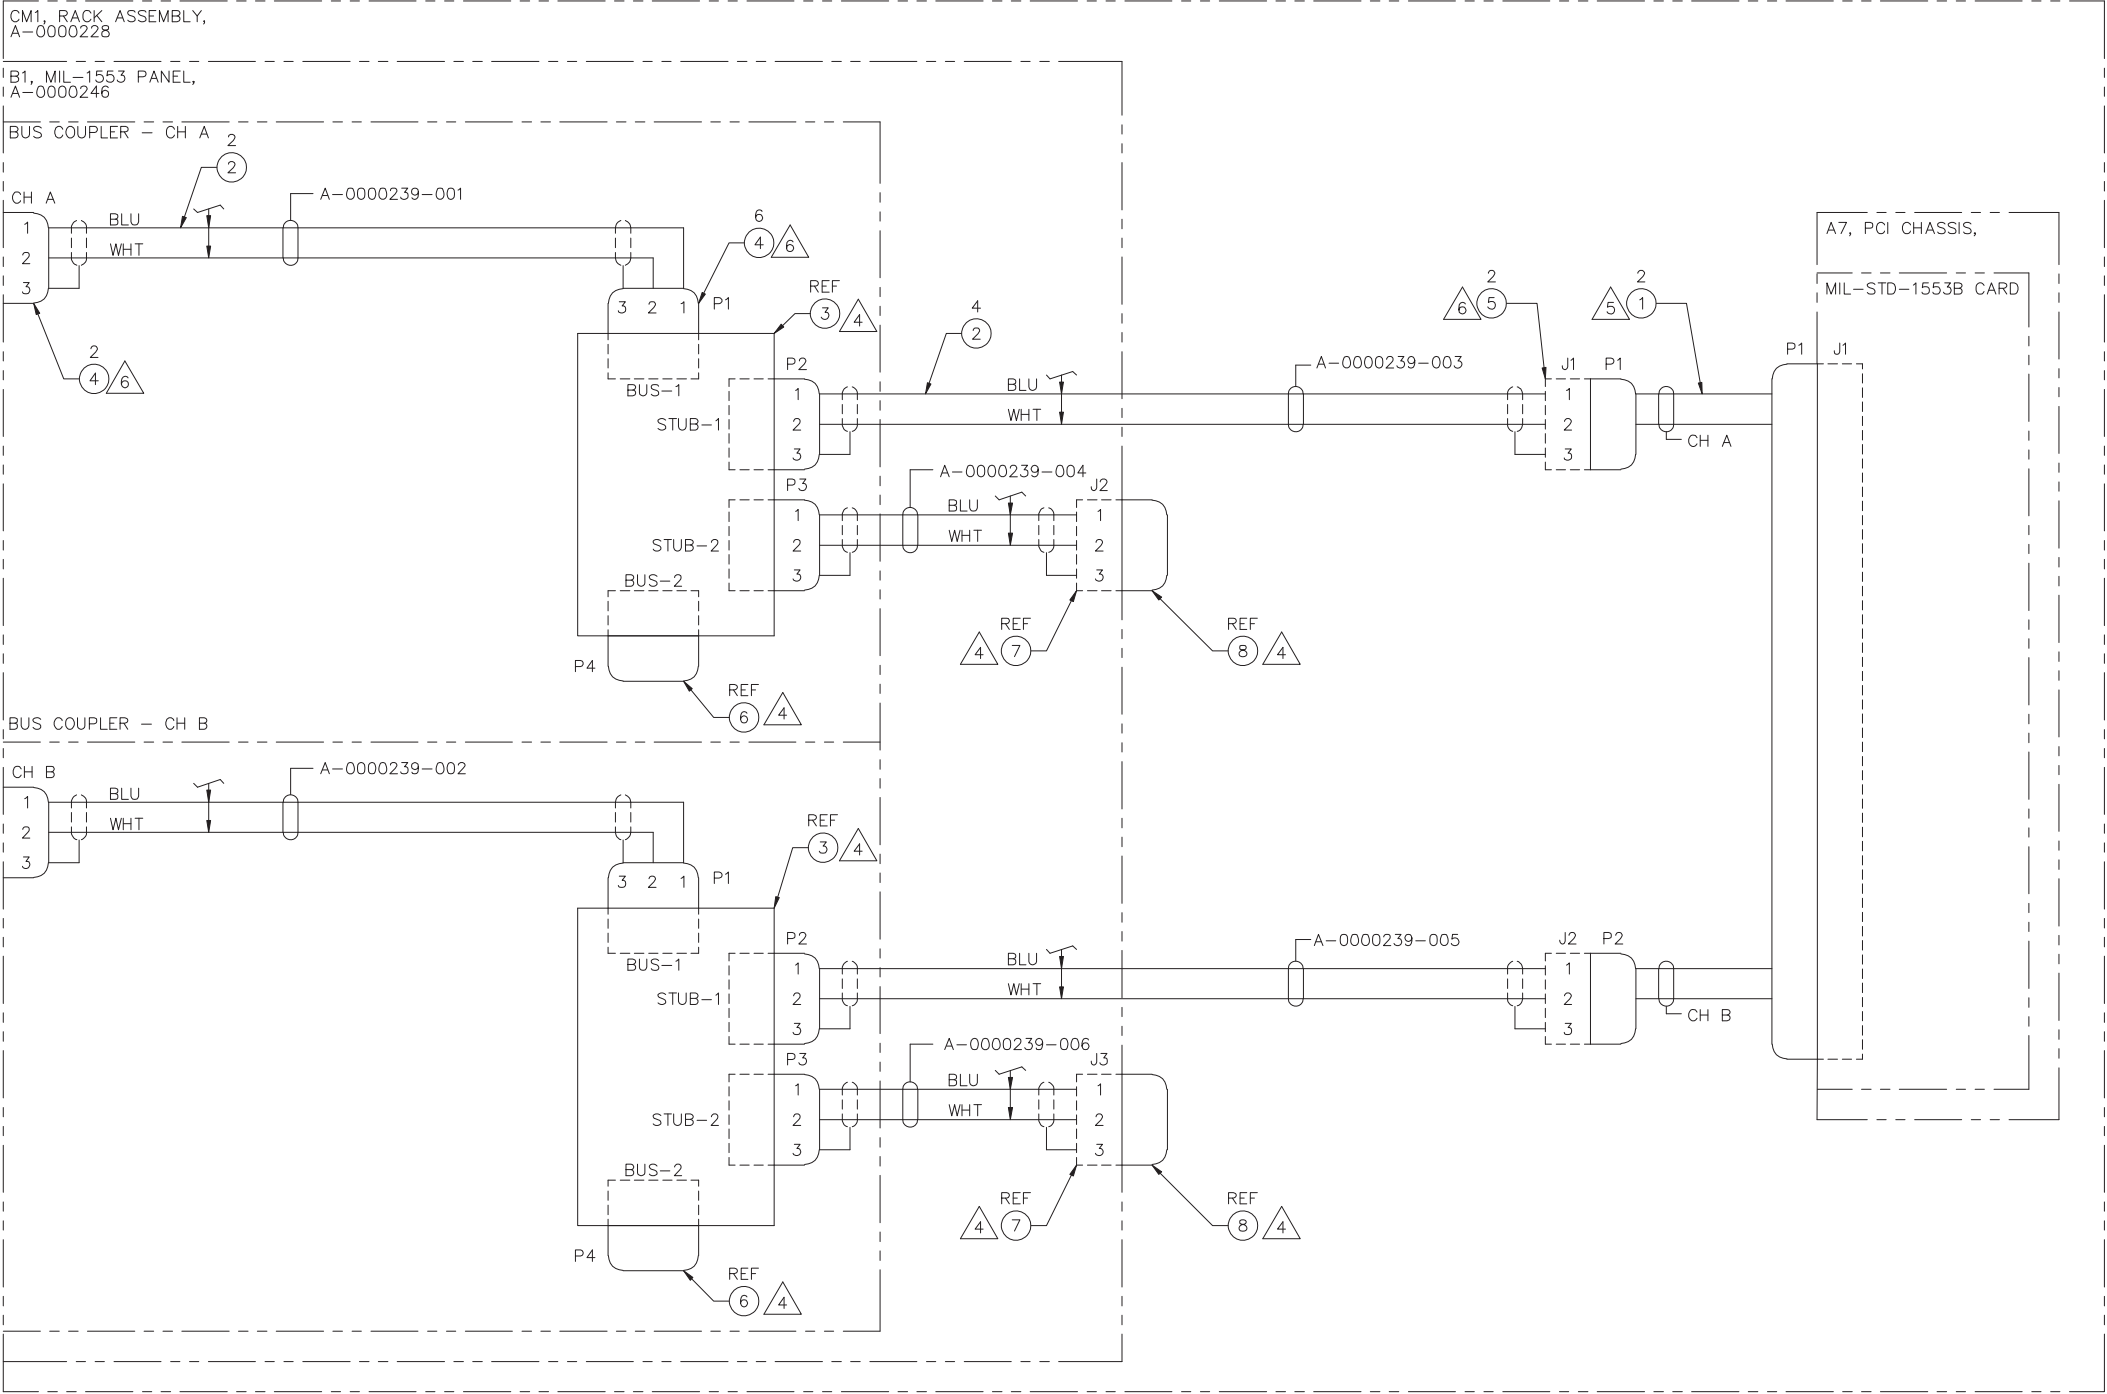 CM1, RACK ASSEMBLY,
A-0000228
B1, MIL-1553 PANEL,
A-0000246
BUS COUPLER - CH A
2
2
CH A
A-0000239-001
BLU
WHT
1
2
3
2
4
6
6
4
6
3 2 1
P1
BUS-1
REF
3
4
P2
1
2
3
STUB-1
4
2
BLU
WHT
A-0000239-003
2
6
5
J1
P1
1
2
3
2
5
1
CH A
A7, PCI CHASSIS,
MIL-STD-1553B CARD
P1
J1
P3
1
2
3
STUB-2
A-0000239-004
BLU
WHT
J2
1
2
3
REF
4
7
REF
8
4
BUS-2
P4
REF
6
4
BUS COUPLER - CH B
CH B
A-0000239-002
BLU
WHT
1
2
3
3 2 1
P1
BUS-1
REF
3
4
P2
1
2
3
STUB-1
BLU
WHT
A-0000239-005
J2
P2
1
2
3
CH B
P3
1
2
3
STUB-2
A-0000239-006
BLU
WHT
J3
1
2
3
REF
4
7
REF
8
4
BUS-2
P4
REF
6
4